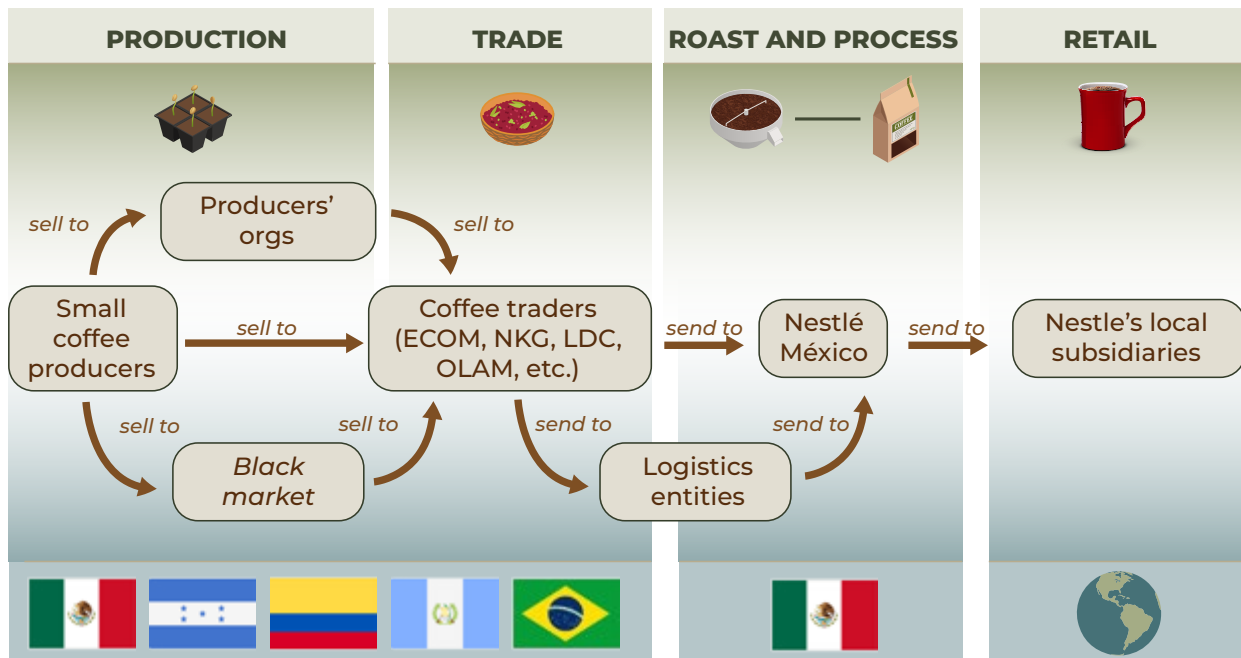 PRODUCTION
TRADE
ROAST AND PROCESS
RETAIL
COFFEE
Producers’
orgs
sell to
sell to
Small
coffee
producers
sell to
Coffee traders
(ECOM, NKG, LDC,
OLAM, etc.)
send to
Nestlé
México
send to
Nestle’s local
subsidiaries
sell to
sell to
send to
send to
Black
market
Logistics
entities